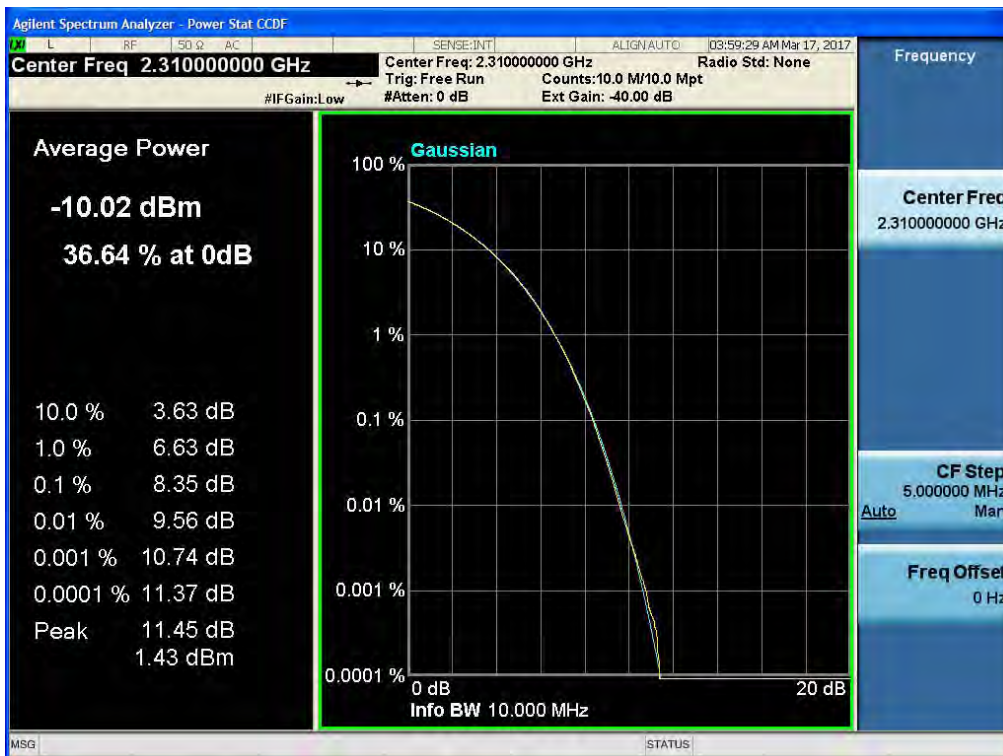 Agilent Spectrum Analyzer - Power Stat CCDF
LXI L RF 50 Ω AC SENSE:INT ALIGN AUTO 03:59:29 AM Mar 17, 2017
Center Freq 2.310000000 GHz
Center Freq: 2.310000000 GHz Radio Std: None
Trig: Free Run Counts:10.0 M/10.0 Mpt
#IFGain:Low #Atten: 0 dB Ext Gain: -40.00 dB
Average Power
-10.02 dBm
36.64 % at 0dB
10.0 % 3.63 dB
1.0 % 6.63 dB
0.1 % 8.35 dB
0.01 % 9.56 dB
0.001 % 10.74 dB
0.0001 % 11.37 dB
Peak 11.45 dB
1.43 dBm
Gaussian
100 %
10 %
1 %
0.1 %
0.01 %
0.001 %
0.0001 %
0 dB 20 dB
Info BW 10.000 MHz
Frequency
Center Freq
2.310000000 GHz
CF Step
5.000000 MHz
Auto Man
Freq Offset
0 Hz
MSG STATUS